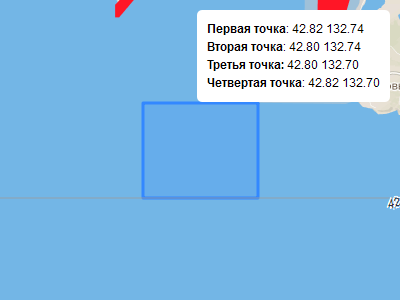 Первая точка: 42.82 132.74
Вторая точка: 42.80 132.74
Третья точка: 42.80 132.70
Четвертая точка: 42.82 132.70